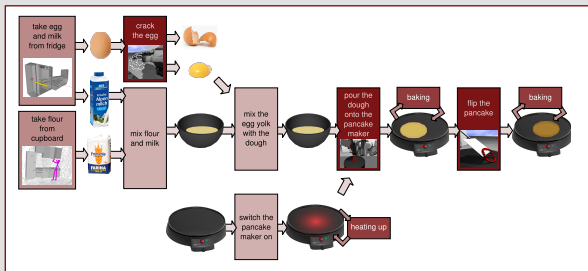 take egg
and milk
from fridge
crack
the egg
take flour
from
cupboard
mix flour
and milk
mix the
egg yolk
with the
dough
pour the
dough
onto the
pancake
maker
baking
flip the
pancake
baking
switch the
pancake
maker on
heating up
FARINA